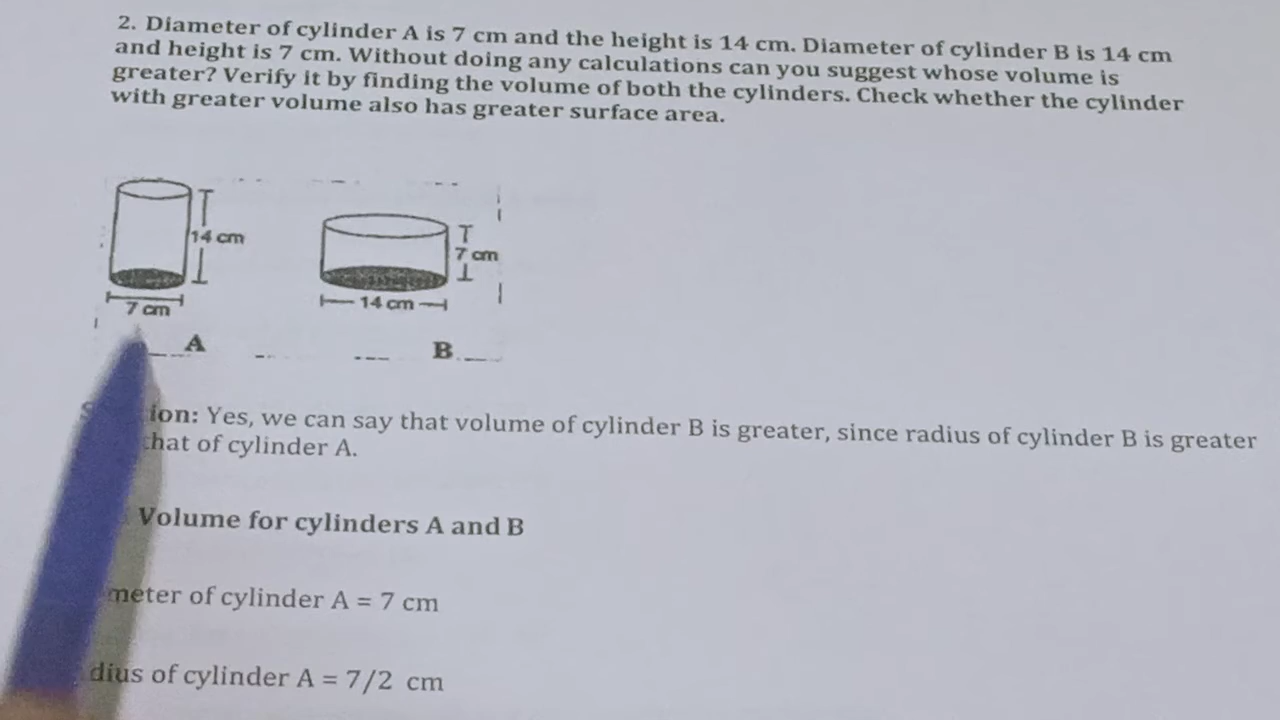 2. Diameter of cylinder A is 7 cm and the height is 14 cm. Diameter of cylinder B is 14 cm
and height is 7 cm. Without doing any calculations can you suggest whose volume is
greater? Verify it by finding the volume of both the cylinders. Check whether the cylinder
with greater volume also has greater surface area.
14 cm
7 cm
7 cm
14 cm
A
B
ion: Yes, we can say that volume of cylinder B is greater, since radius of cylinder B is greater
hat of cylinder A.
Volume for cylinders A and B
meter of cylinder A = 7 cm
dius of cylinder A = 7/2 cm